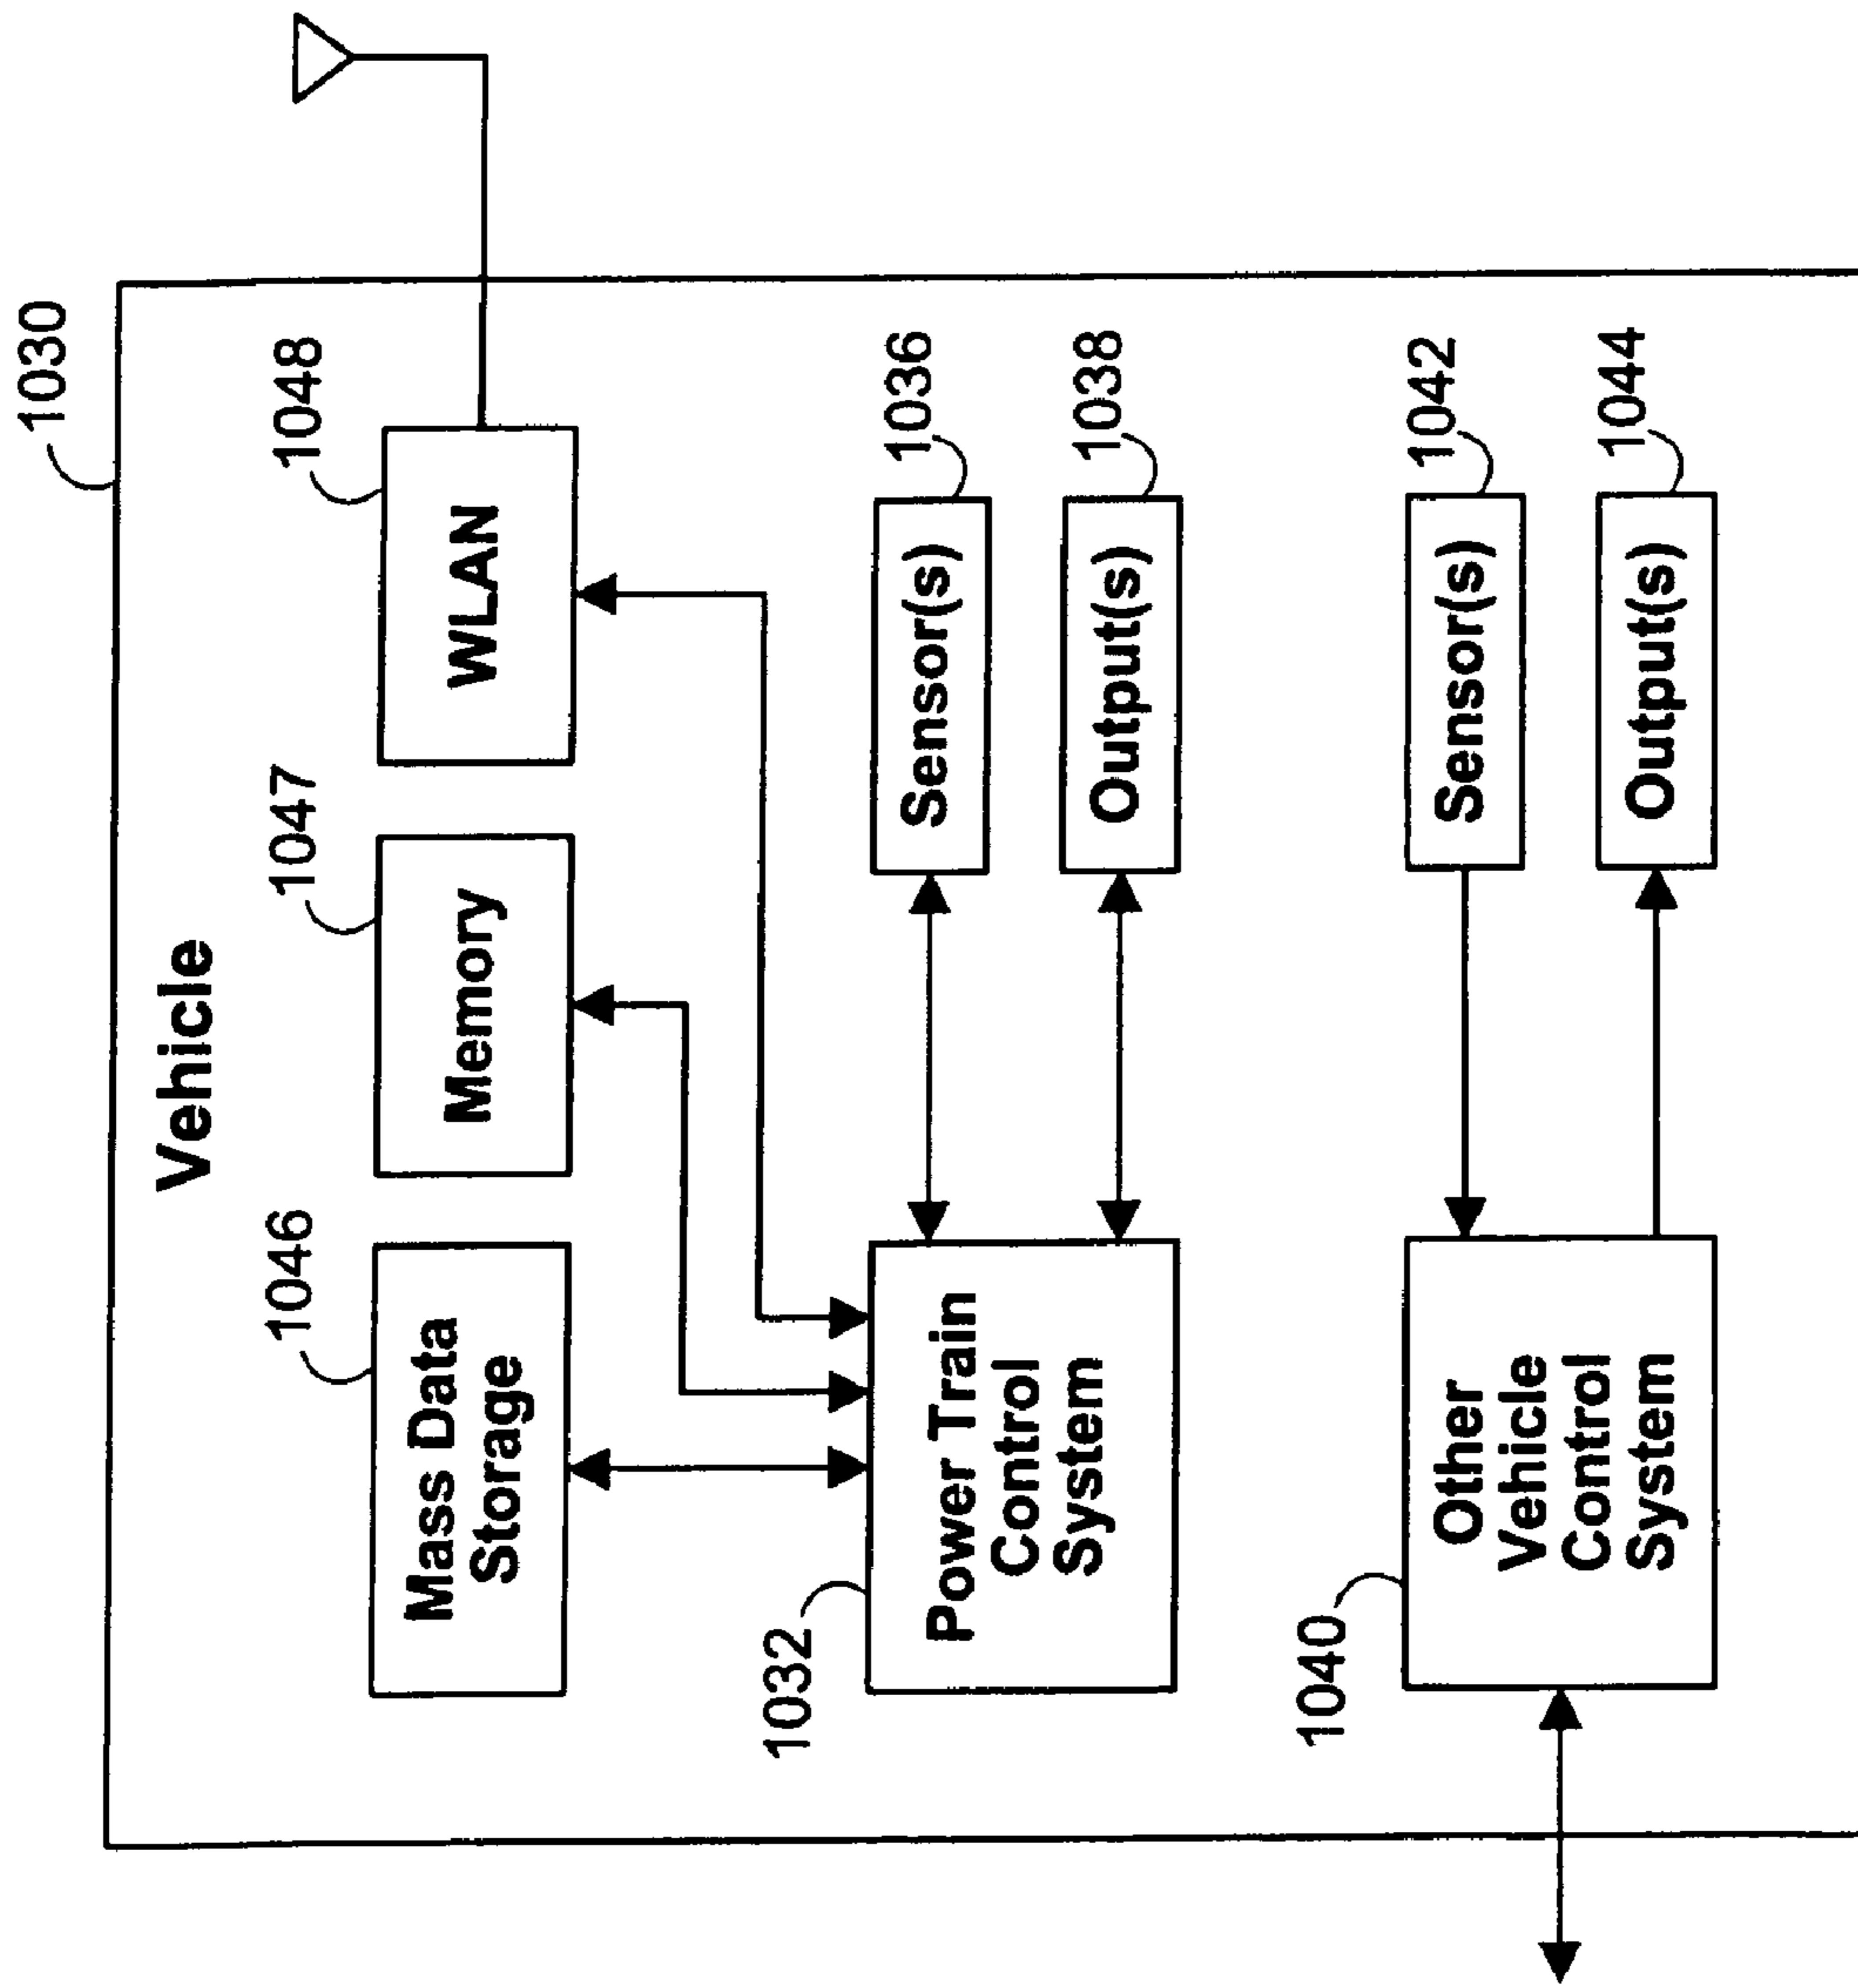 1030
Vehicle
1046
1047
1048
Mass Data
Storage
Memory
WLAN
1032
Power Train
Control
System
Sensor(s)
1036
Output(s)
1038
1040
Other
Vehicle
Control
System
Sensor(s)
1042
Output(s)
1044